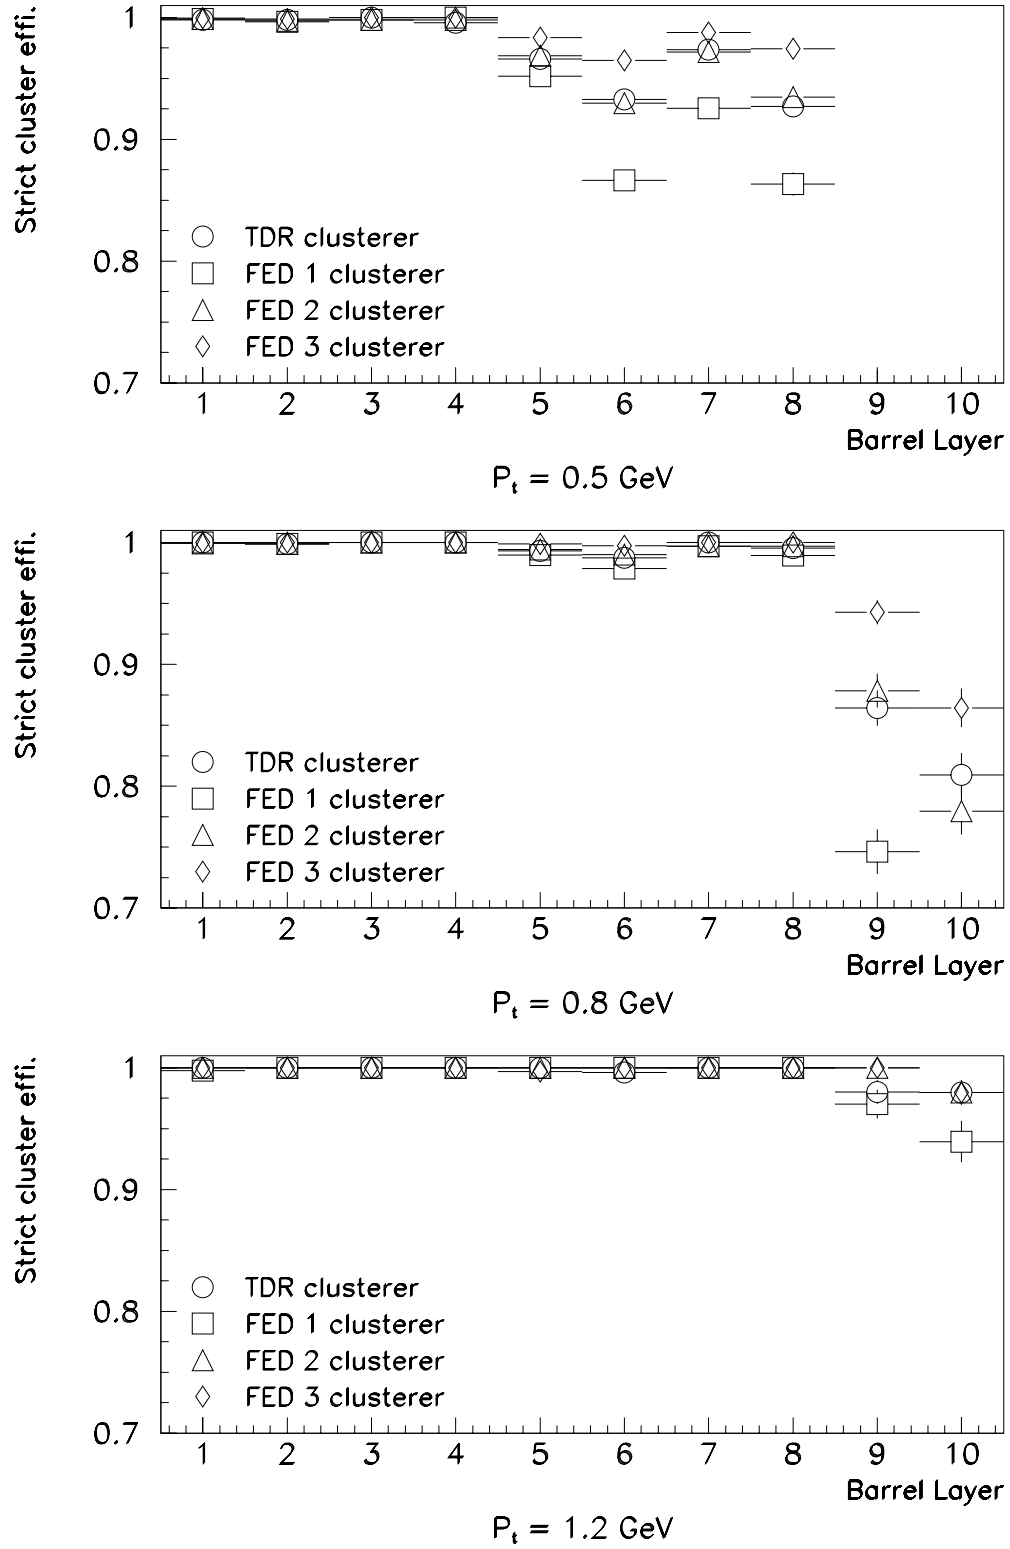 Strict cluster effi.
1
0.9
0.8
0.7
TDR clusterer
FED 1 clusterer
FED 2 clusterer
FED 3 clusterer
1 2 3 4 5 6 7 8 9 10
Barrel Layer
Pt = 0.5 GeV
Strict cluster effi.
1
0.9
0.8
0.7
TDR clusterer
FED 1 clusterer
FED 2 clusterer
FED 3 clusterer
1 2 3 4 5 6 7 8 9 10
Barrel Layer
Pt = 0.8 GeV
Strict cluster effi.
1
0.9
0.8
0.7
TDR clusterer
FED 1 clusterer
FED 2 clusterer
FED 3 clusterer
1 2 3 4 5 6 7 8 9 10
Barrel Layer
Pt = 1.2 GeV